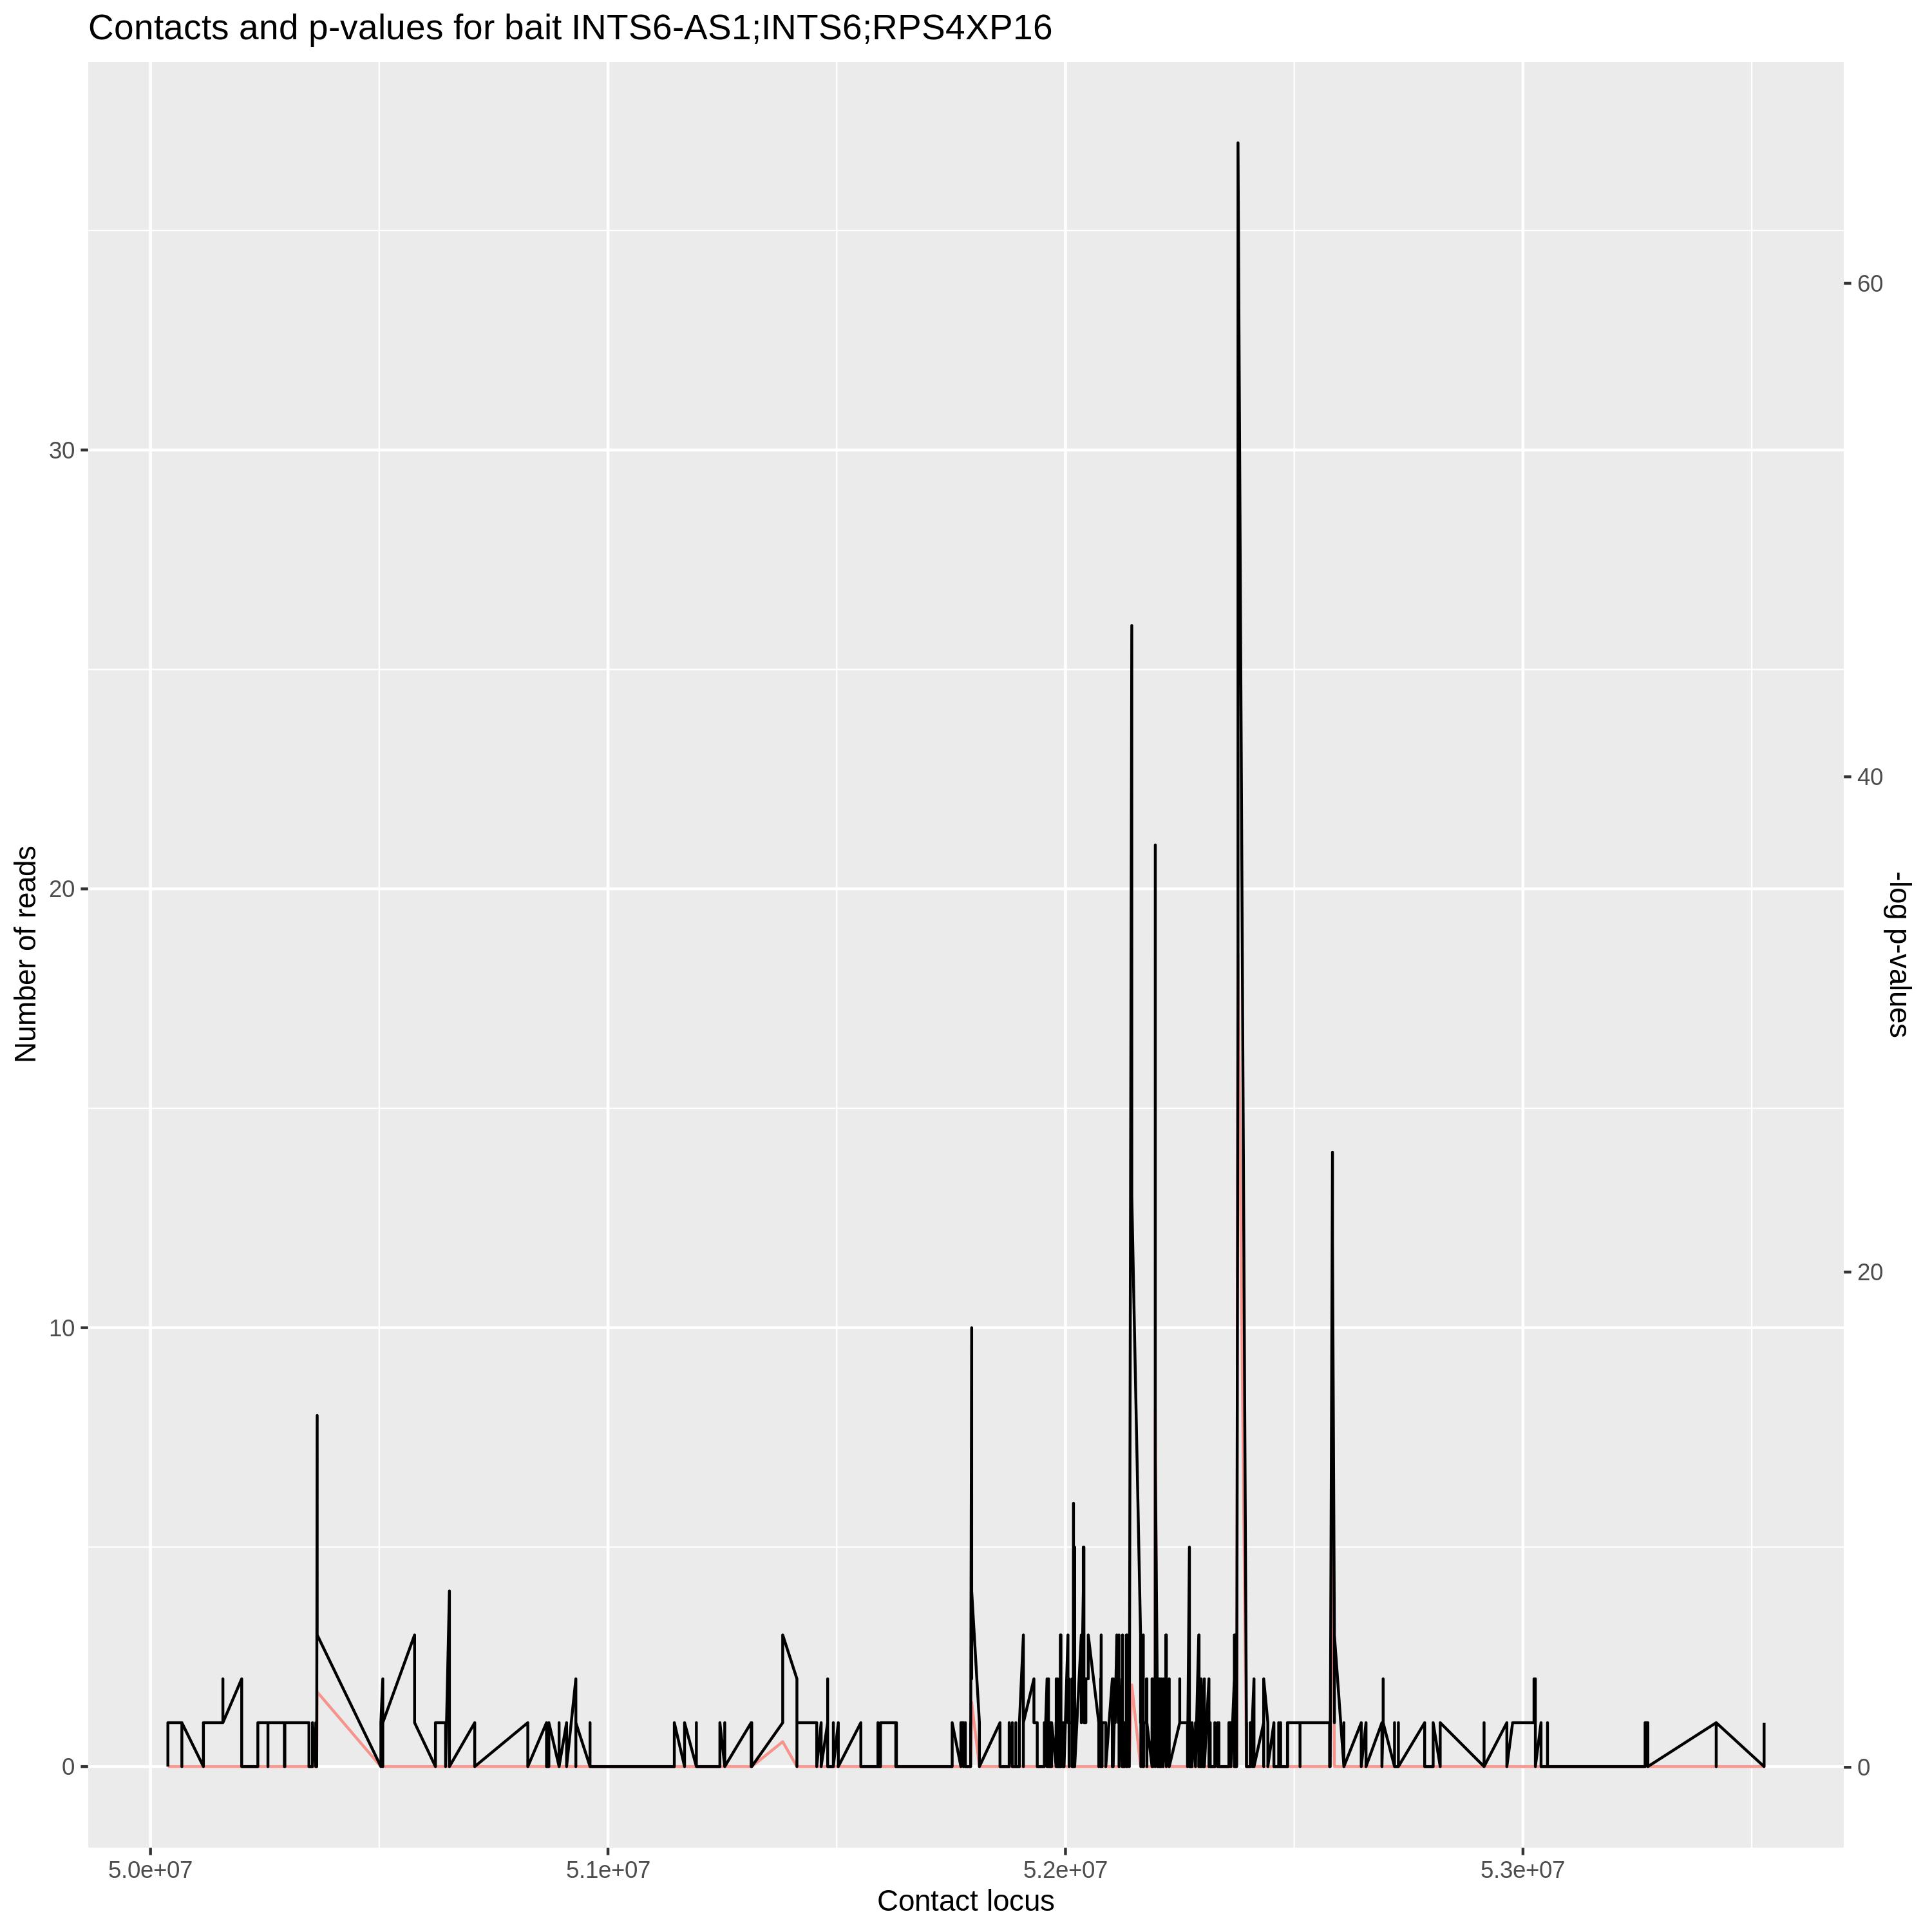 Contacts and p-values for bait INTS6-AS1;INTS6;RPS4XP16
Number of reads
30
20
10
0
60
40
20
0
-log p-values
5.0e+07 5.1e+07 5.2e+07 5.3e+07
Contact locus